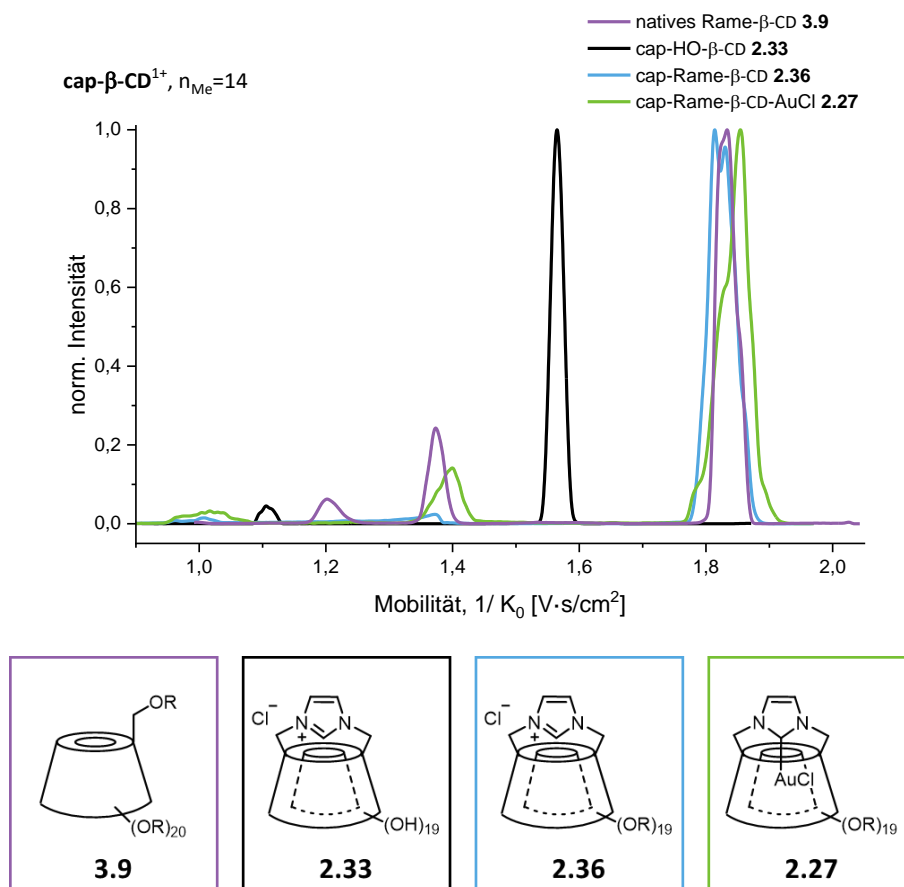 natives Rame-β-CD 3.9
cap-HO-β-CD 2.33
cap-Rame-β-CD 2.36
cap-Rame-β-CD-AuCl 2.27
cap-β-CD1+, nMe=14
1,0
0,8
0,6
0,4
0,2
0,0
norm. Intensität
1,0 1,2 1,4 1,6 1,8 2,0
Mobilität, 1/ K0 [V·s/cm2]
OR
(OR)20
3.9
Cl−
N N
+
(OH)19
2.33
Cl−
N N
+
(OR)19
2.36
N N
AuCl
(OR)19
2.27